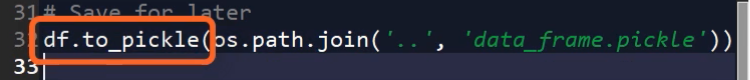 31 # Save for later
32 df.to_pickle(os.path.join('..', 'data_frame.pickle'))
33